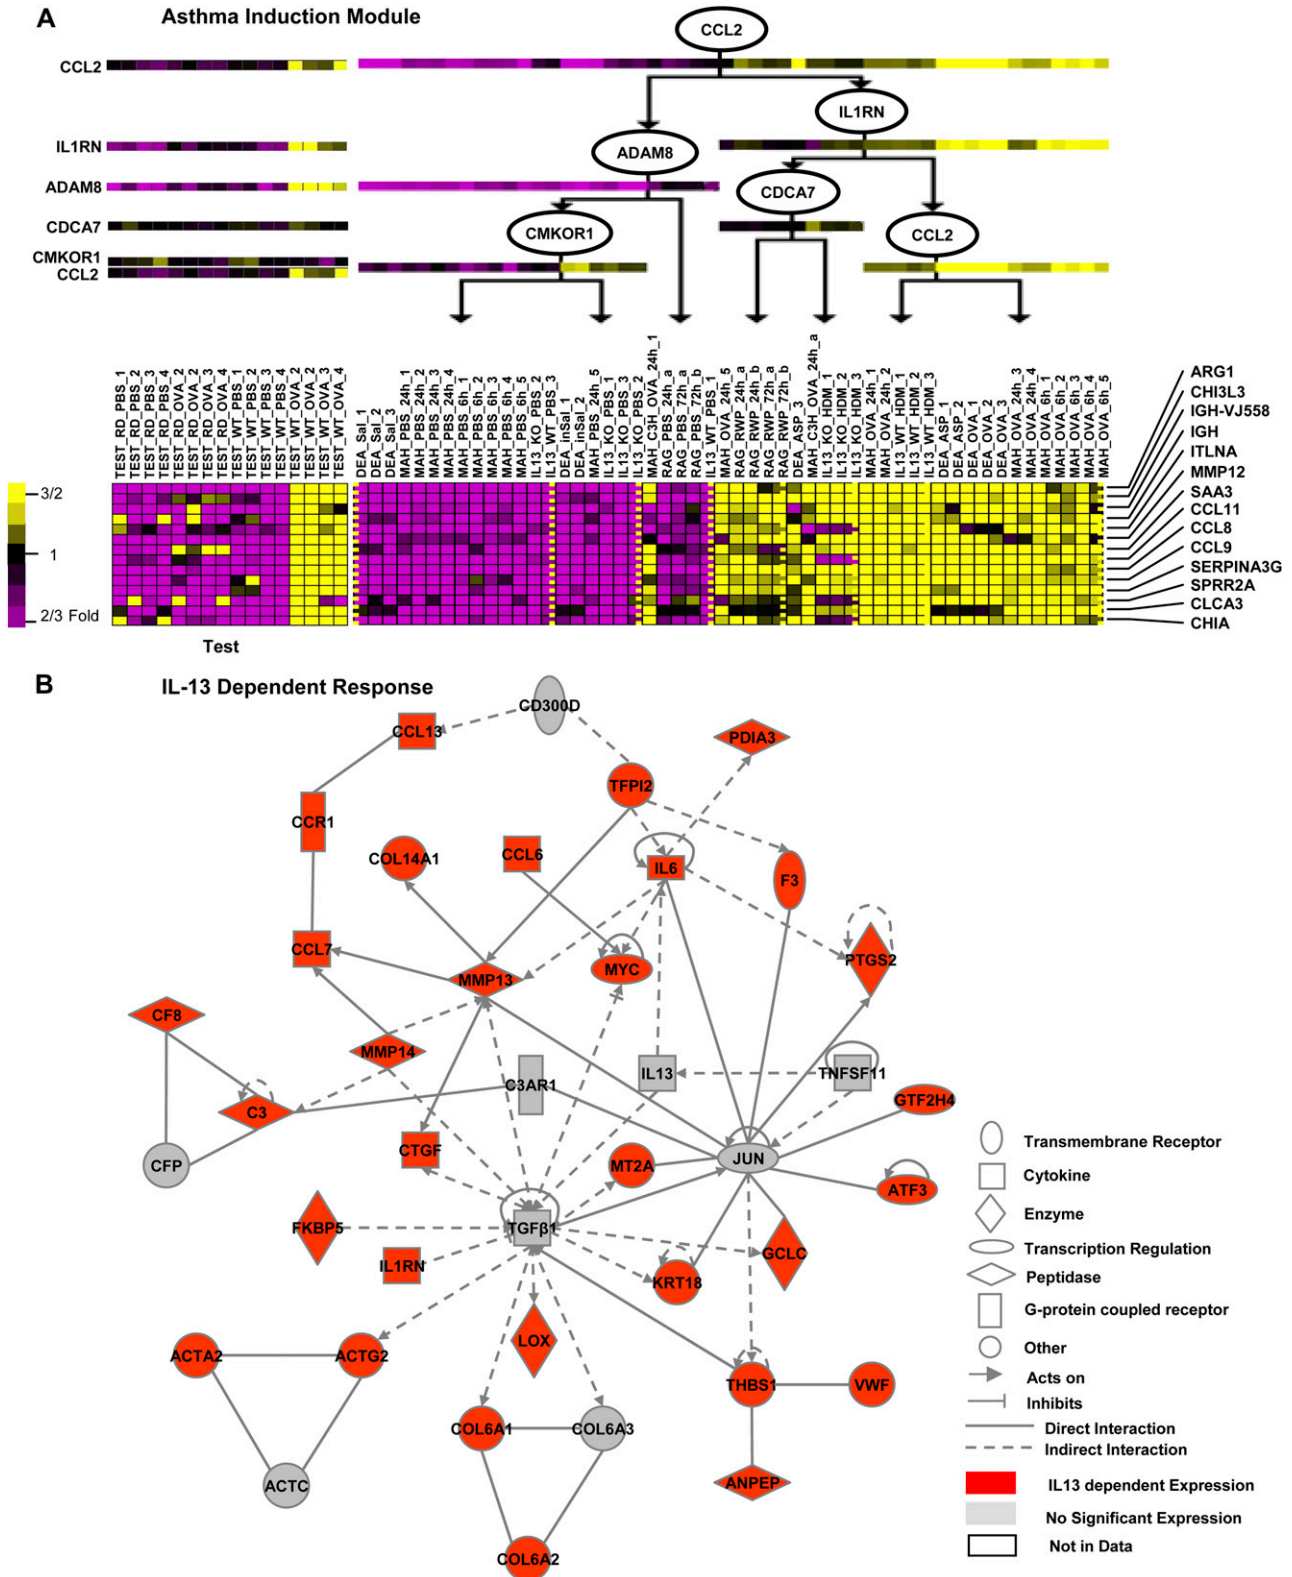 A
Asthma Induction Module
CCL2
CCL2
IL1RN
IL1RN
ADAM8
ADAM8
CDCA7
CDCA7
CMKOR1
CCL2
CMKOR1
CCL2
TEST_RD_PBS_1
TEST_RD_PBS_2
TEST_RD_PBS_3
TEST_RD_PBS_4
TEST_RD_OVA_2
TEST_RD_OVA_2
TEST_RD_OVA_3
TEST_RD_OVA_4
TEST_WT_PBS_1
TEST_WT_PBS_2
TEST_WT_PBS_3
TEST_WT_PBS_4
TEST_WT_OVA_2
TEST_WT_OVA_2
TEST_WT_OVA_3
TEST_WT_OVA_4
DEA_Sal_1
DEA_Sal_2
DEA_Sal_3
MAH_PBS_24h_1
MAH_PBS_24h_2
MAH_PBS_24h_3
MAH_PBS_24h_4
MAH_PBS_6h_1
MAH_PBS_6h_2
MAH_PBS_6h_3
MAH_PBS_6h_4
IL13_KO_PBS_2
IL13_WT_PBS_3
DEA_inSal_1
DEA_inSal_2
MAH_PBS_24h_5
IL13_KO_PBS_1
IL13_KO_PBS_3
IL13_KO_PBS_2
MAH_C3H_OVA_24h_1
RAG_PBS_24h_a
RAG_PBS_72h_a
RAG_PBS_72h_b
IL13_WT_PBS_1
MAH_OVA_24h_5
RAG_RWP_24h_a
RAG_RWP_24h_b
RAG_RWP_72h_a
RAG_RWP_72h_b
DEA_ASP_3
MAH_C3H_OVA_24h_a
IL13_KO_HDM_1
IL13_KO_HDM_2
IL13_KO_HDM_3
MAH_OVA_24h_1
MAH_OVA_24h_2
IL13_WT_HDM_1
IL13_WT_HDM_2
IL13_WT_HDM_3
DEA_ASP_1
DEA_ASP_2
DEA_OVA_1
DEA_OVA_2
DEA_OVA_3
MAH_OVA_24h_3
MAH_OVA_24h_4
MAH_OVA_6h_1
MAH_OVA_6h_2
MAH_OVA_6h_3
MAH_OVA_6h_4
MAH_OVA_6h_5
ARG1
CHI3L3
IGH-VJ558
IGH
ITLNA
MMP12
SAA3
CCL11
CCL8
CCL9
SERPINA3G
SPRR2A
CLCA3
CHIA
3/2
1
2/3 Fold
Test
B
IL-13 Dependent Response
CD300D
CCL13
PDIA3
TFPI2
CCR1
COL14A1
CCL6
IL6
F3
CCL7
MMP13
MYC
PTGS2
CF8
MMP14
C3AR1
IL13
TNFSF11
C3
GTF2H4
CFP
CTGF
MT2A
JUN
ATF3
FKBP5
TGFβ1
IL1RN
KRT18
GCLC
LOX
ACTA2
ACTG2
THBS1
VWF
COL6A1
COL6A3
ACTC
ANPEP
COL6A2
Transmembrane Receptor
Cytokine
Enzyme
Transcription Regulation
Peptidase
G-protein coupled receptor
Other
Acts on
Inhibits
Direct Interaction
Indirect Interaction
IL13 dependent Expression
No Significant Expression
Not in Data